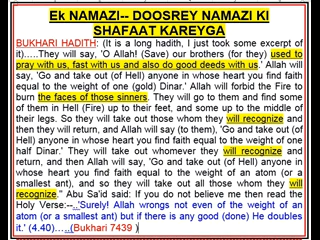 Ek NAMAZI-- DOOSREY NAMAZI KI
SHAFAAT KAREYGA
BUKHARI HADITH: (It is a long hadith, I just took some excerpt of
it)…..They will say, 'O Allah! (Save) our brothers (for they) used to
pray with us, fast with us and also do good deeds with us.' Allah will
say, 'Go and take out (of Hell) anyone in whose heart you find faith
equal to the weight of one (gold) Dinar.' Allah will forbid the Fire to
burn the faces of those sinners. They will go to them and find some
of them in Hell (Fire) up to their feet, and some up to the middle of
their legs. So they will take out those whom they will recognize and
then they will return, and Allah will say (to them), 'Go and take out (of
Hell) anyone in whose heart you find faith equal to the weight of one
half Dinar.' They will take out whomever they will recognize and
return, and then Allah will say, 'Go and take out (of Hell) anyone in
whose heart you find faith equal to the weight of an atom (or a
smallest ant), and so they will take out all those whom they will
recognize." Abu Sa'id said: If you do not believe me then read the
Holy Verse:--..'Surely! Allah wrongs not even of the weight of an
atom (or a smallest ant) but if there is any good (done) He doubles
it.' (4.40)…..(Bukhari 7439 )